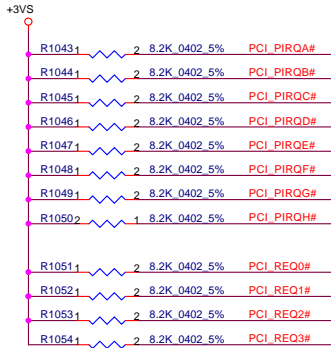 +3VS
R1043 1 2 8.2K_0402_5% PCI_PIRQA#
R1044 1 2 8.2K_0402_5% PCI_PIRQB#
R1045 1 2 8.2K_0402_5% PCI_PIRQC#
R1046 1 2 8.2K_0402_5% PCI_PIRQD#
R1047 1 2 8.2K_0402_5% PCI_PIRQE#
R1048 1 2 8.2K_0402_5% PCI_PIRQF#
R1049 1 2 8.2K_0402_5% PCI_PIRQG#
R1050 2 1 8.2K_0402_5% PCI_PIRQH#
R1051 1 2 8.2K_0402_5% PCI_REQ0#
R1052 1 2 8.2K_0402_5% PCI_REQ1#
R1053 1 2 8.2K_0402_5% PCI_REQ2#
R1054 1 2 8.2K_0402_5% PCI_REQ3#